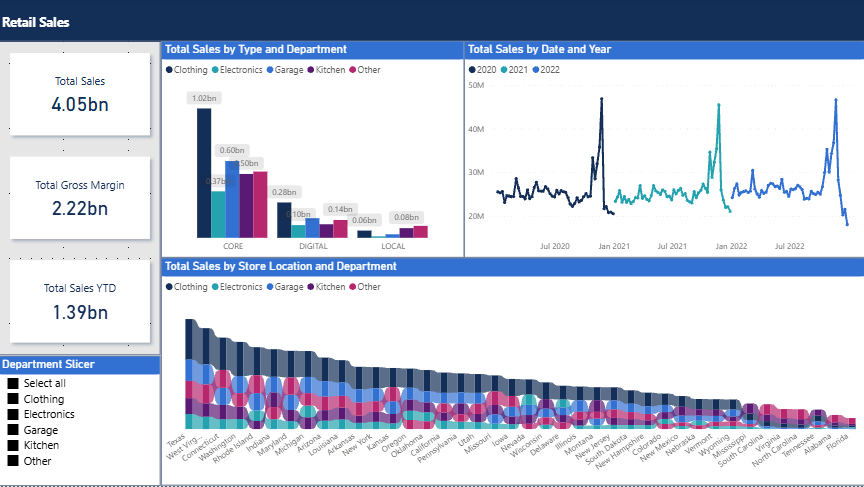 Retail Sales
Total Sales
4.05bn
Total Gross Margin
2.22bn
Total Sales YTD
1.39bn
Department Slicer
Select all
Clothing
Electronics
Garage
Kitchen
Other
Total Sales by Type and Department
Clothing Electronics Garage Kitchen Other
1.02bn
0.60bn
0.37bn
0.50bn
0.28bn
0.10bn
0.14bn
0.06bn
0.08bn
CORE DIGITAL LOCAL
Total Sales by Date and Year
2020 2021 2022
50M
40M
30M
20M
Jul 2020 Jan 2021 Jul 2021 Jan 2022 Jul 2022
Total Sales by Store Location and Department
Clothing Electronics Garage Kitchen Other
Texas
West Virg...
Connecticut
Washington
Rhode Island
Indiana
Maryland
Michigan
Arizona
Louisiana
Arkansas
New York
Kansas
Oregon
Oklahoma
California
Pennsylvania
Utah
Missouri
Iowa
Nevada
Wisconsin
Delaware
Illinois
Montana
New Jersey
South Dakota
New Hampshire
Colorado
New Mexico
Nebraska
Vermont
Wyoming
Mississippi
South Carolina
Virginia
North Carolina
Tennessee
Alabama
Florida